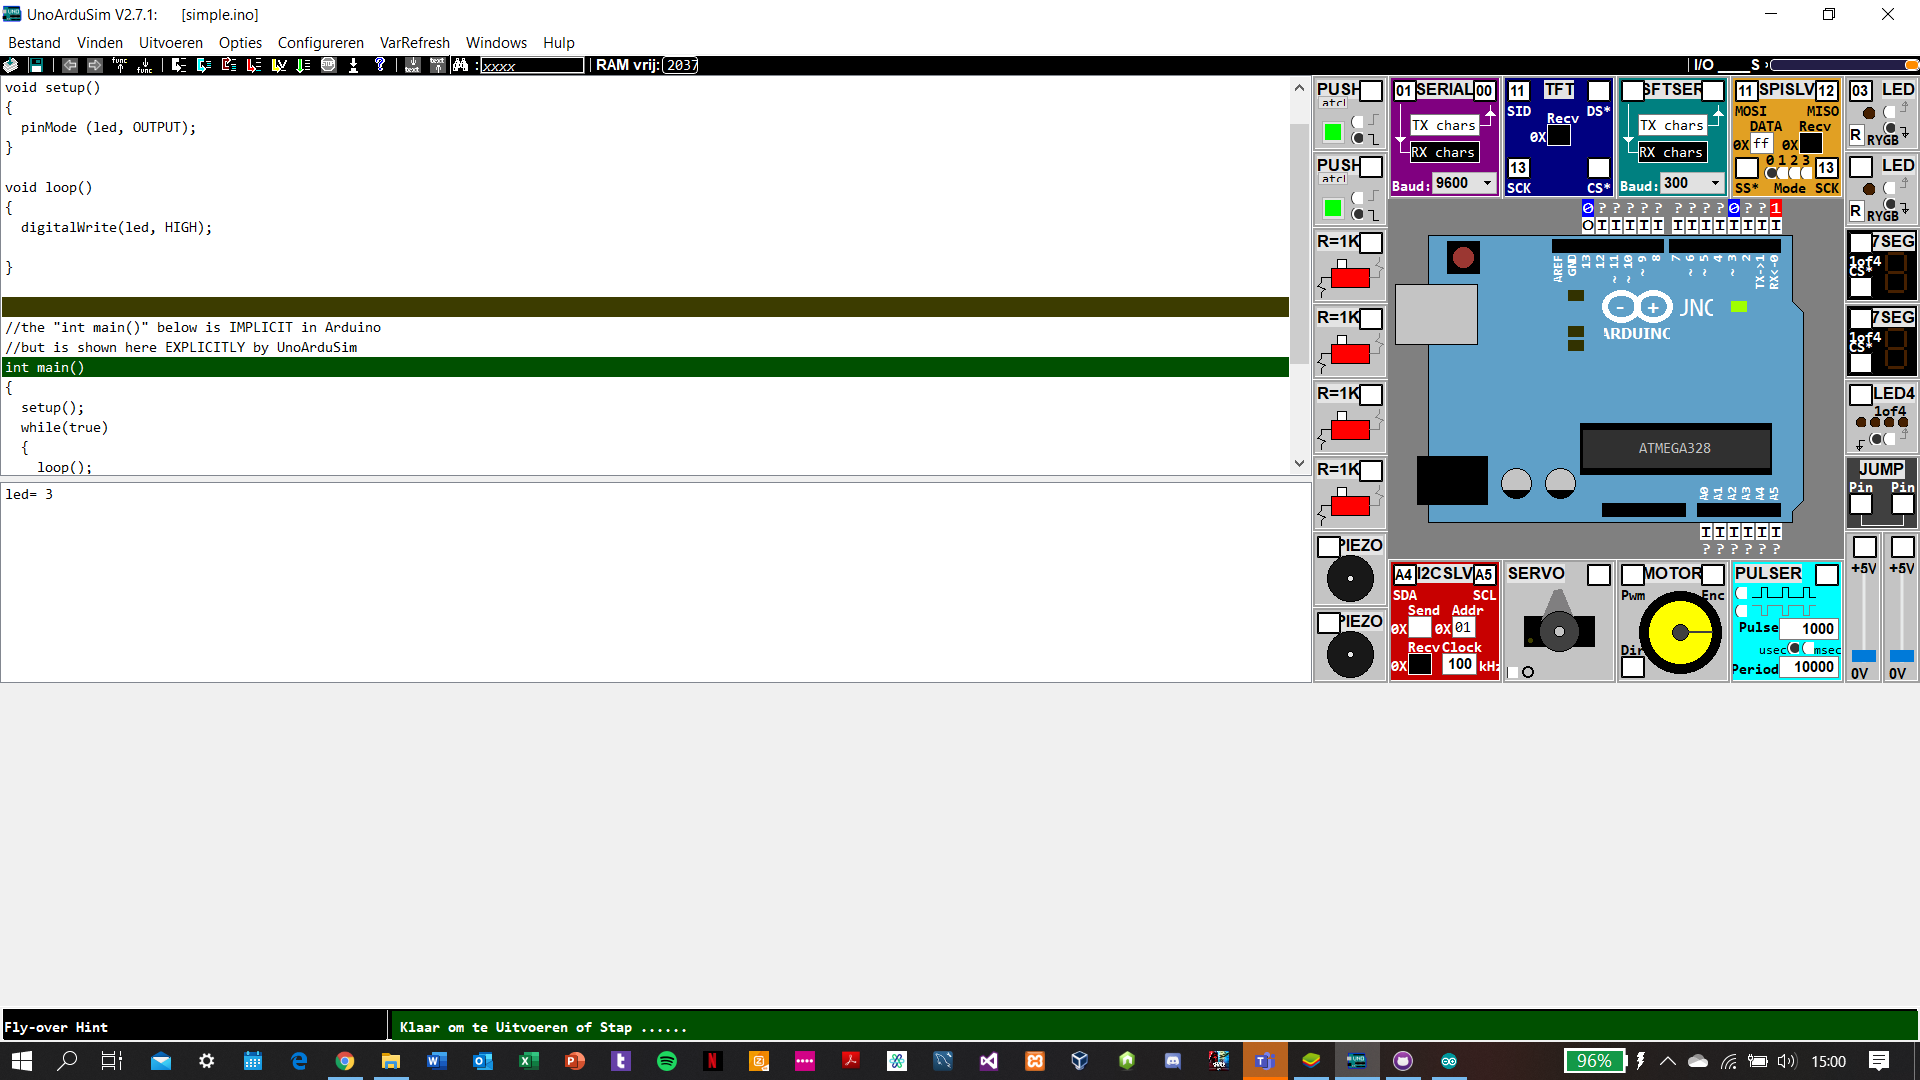 UnoArduSim V2.7.1: [simple.ino]
Bestand Vinden Uitvoeren Opties Configureren VarRefresh Windows Hulp
func func text text : xxxx RAM vrij: 2037 I/O ____S
void setup()
{
pinMode (led, OUTPUT);
}
void loop()
{
digitalWrite(led, HIGH);
}
//the "int main()" below is IMPLICIT in Arduino
//but is shown here EXPLICITLY by UnoArduSim
int main()
{
setup();
while(true)
{
loop();
led= 3
PUSH
PUSH
R=1K
R=1K
R=1K
R=1K
PIEZO
PIEZO
01 SERIAL 00
TX chars
RX chars
Baud: 9600
11 TFT
SID DS*
Recv
0X
13
SCK CS*
SFTSER
TX chars
RX chars
Baud: 300
11 SPISLV 12
MOSI MISO
DATA Recv
0X ff 0X
0 1 2 3
13
SS* Mode SCK
03 LED
R RYGB
LED
R RYGB
7SEG
1of4
CS*
7SEG
1of4
CS*
LED4
1of4
JUMP
Pin Pin
+5V +5V
0V 0V
0 ? ? ? ? ? ? ? ? ? 0 ? ? 1
O I I I I I I I I I I I I I
AREF GND 13 12 ~11 ~10 ~9 8 7 ~6 ~5 4 ~3 2 TX->1 RX<-0
UNO
ARDUINO
ATMEGA328
A0 A1 A2 A3 A4 A5
I I I I I I
? ? ? ? ? ?
A4 I2CSLV A5
SDA SCL
Send Addr
0X 0X 01
Recv Clock
0X 100 kHz
SERVO
MOTOR
Pwm Enc
Dir
PULSER
Pulse 1000
usec msec
Period 10000
Fly-over Hint
Klaar om te Uitvoeren of Stap ......
96% 15:00